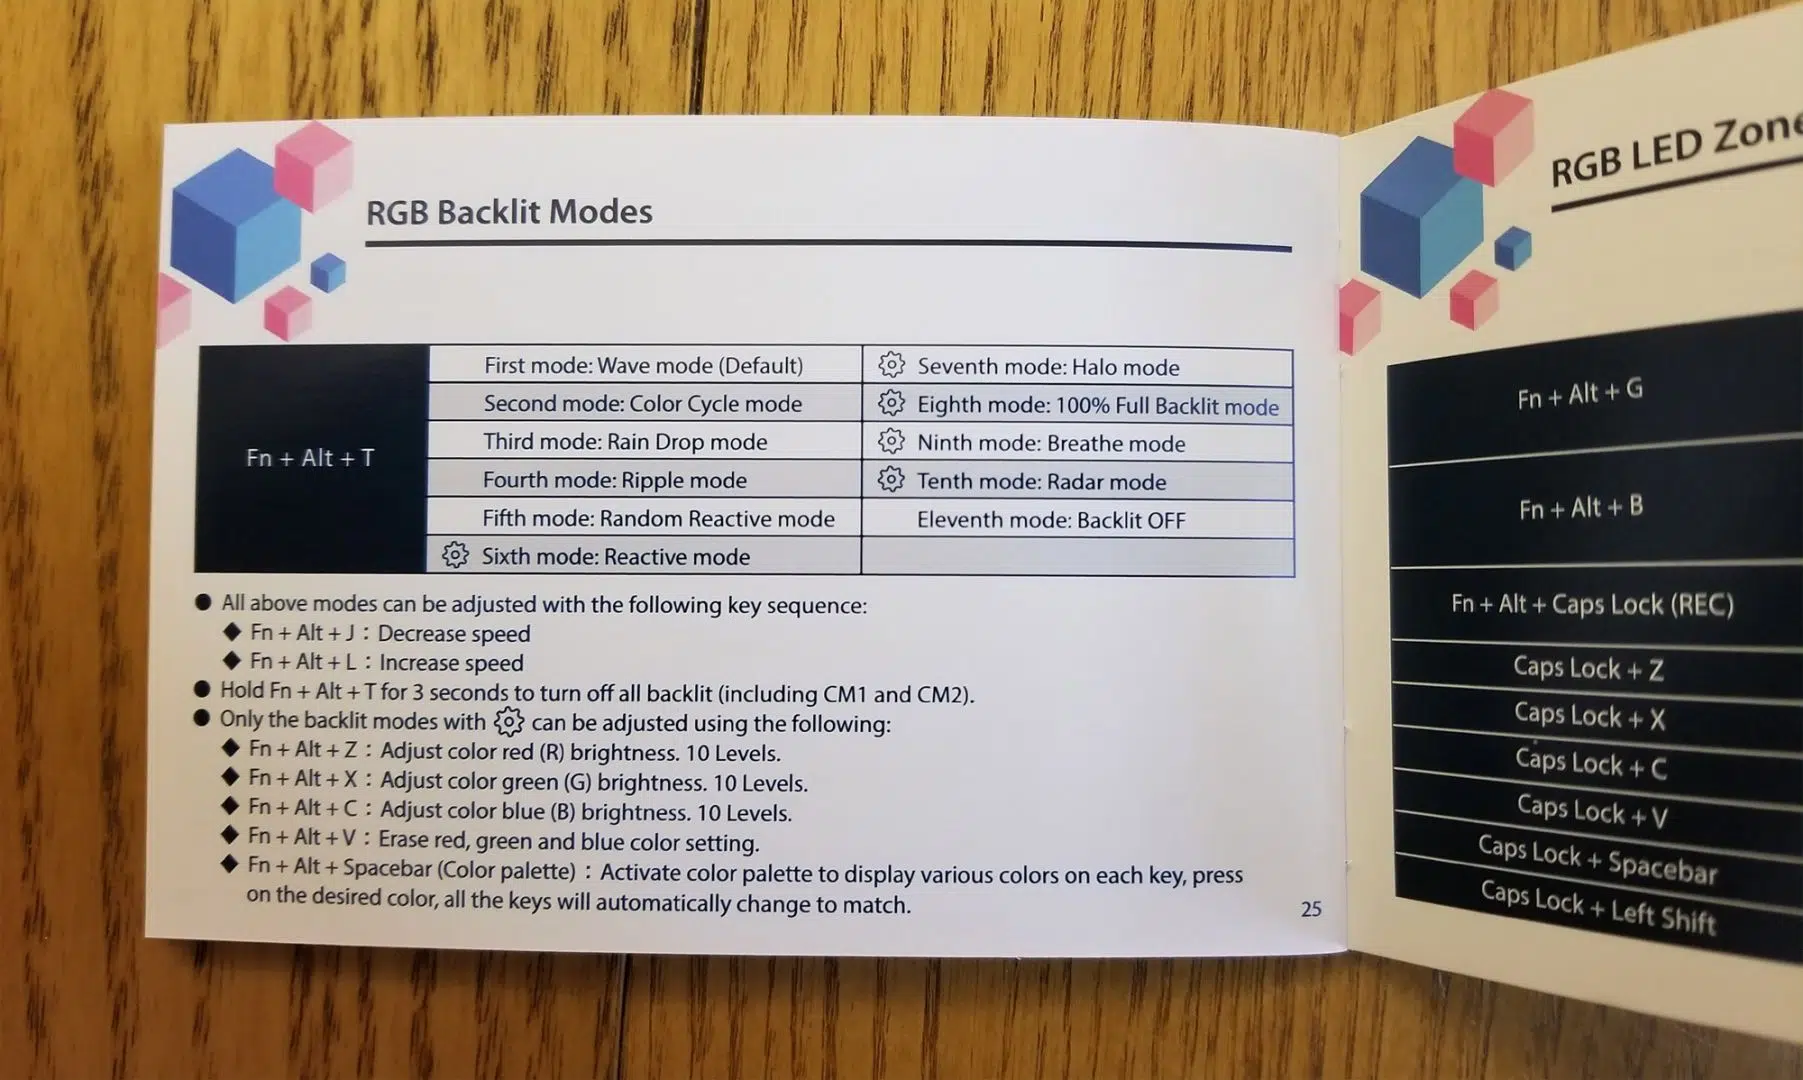 RGB Backlit Modes
Fn + Alt + T
First mode: Wave mode (Default)
Second mode: Color Cycle mode
Third mode: Rain Drop mode
Fourth mode: Ripple mode
Fifth mode: Random Reactive mode
Sixth mode: Reactive mode
Seventh mode: Halo mode
Eighth mode: 100% Full Backlit mode
Ninth mode: Breathe mode
Tenth mode: Radar mode
Eleventh mode: Backlit OFF
● All above modes can be adjusted with the following key sequence:
◆ Fn + Alt + J : Decrease speed
◆ Fn + Alt + L : Increase speed
● Hold Fn + Alt + T for 3 seconds to turn off all backlit (including CM1 and CM2).
● Only the backlit modes with can be adjusted using the following:
◆ Fn + Alt + Z : Adjust color red (R) brightness. 10 Levels.
◆ Fn + Alt + X : Adjust color green (G) brightness. 10 Levels.
◆ Fn + Alt + C : Adjust color blue (B) brightness. 10 Levels.
◆ Fn + Alt + V : Erase red, green and blue color setting.
◆ Fn + Alt + Spacebar (Color palette) : Activate color palette to display various colors on each key, press
on the desired color, all the keys will automatically change to match.
25
RGB LED Zone
Fn + Alt + G
Fn + Alt + B
Fn + Alt + Caps Lock (REC)
Caps Lock + Z
Caps Lock + X
Caps Lock + C
Caps Lock + V
Caps Lock + Spacebar
Caps Lock + Left Shift